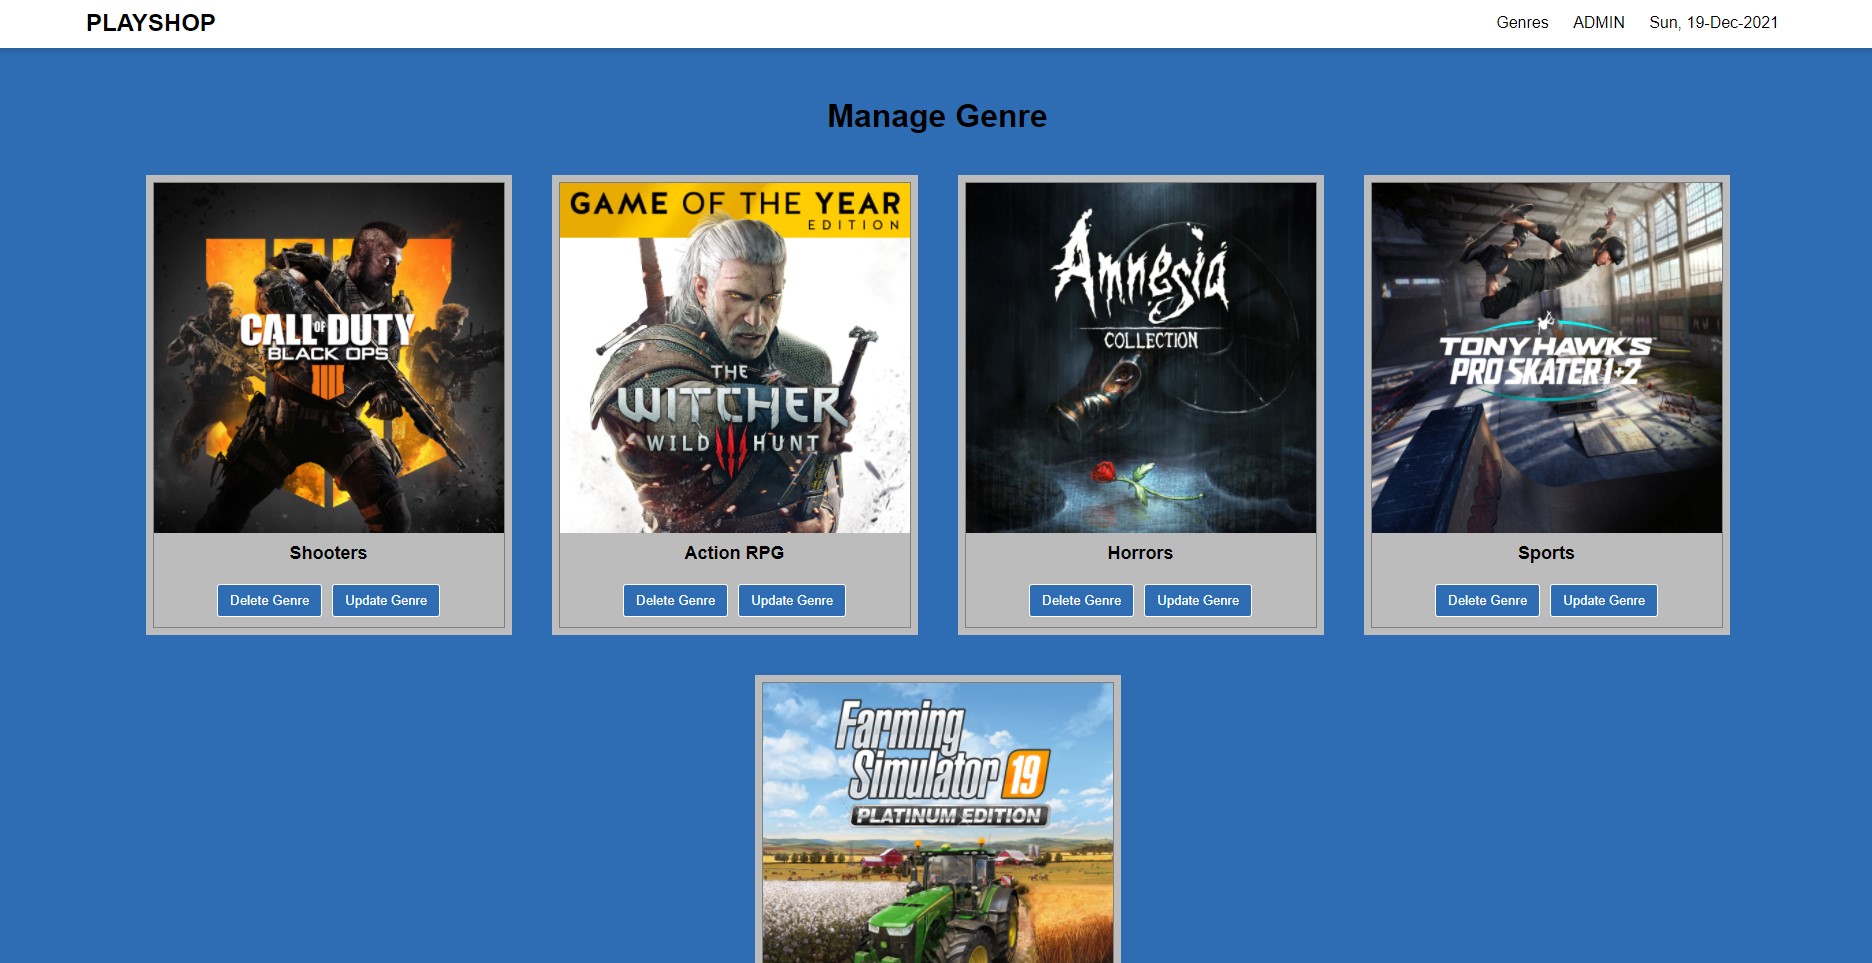 PLAYSHOP
Genres ADMIN Sun, 19-Dec-2021
Manage Genre
CALL OF DUTY
BLACK OPS
IIII
Shooters
Delete Genre Update Genre
GAME OF THE YEAR
EDITION
THE
WITCHER
WILD III HUNT
Action RPG
Delete Genre Update Genre
Amnesia
COLLECTION
Horrors
Delete Genre Update Genre
TONY HAWK'S
PRO SKATER 1+2
Sports
Delete Genre Update Genre
Farming
Simulator 19
PLATINUM EDITION